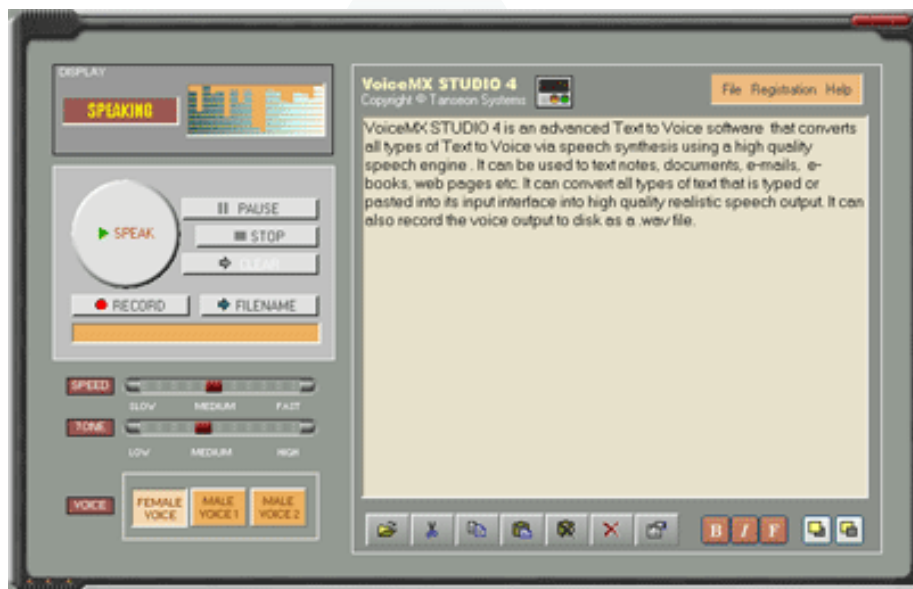 DISPLAY
SPEAKING
SPEAK
PAUSE
STOP
CLEAR
RECORD
FILENAME
SPEED
SLOW MEDIUM FAST
TONE
LOW MEDIUM HIGH
VOICE
FEMALE VOICE
MALE VOICE 1
MALE VOICE 2
VoiceMX STUDIO 4
Copyright © Tanseon Systems
File Registration Help
VoiceMX STUDIO 4 is an advanced Text to Voice software that converts
all types of Text to Voice via speech synthesis using a high quality
speech engine . It can be used to text notes, documents, e-mails, e-
books, web pages etc. It can convert all types of text that is typed or
pasted into its input interface into high quality realistic speech output. It can
also record the voice output to disk as a .wav file.
B I F